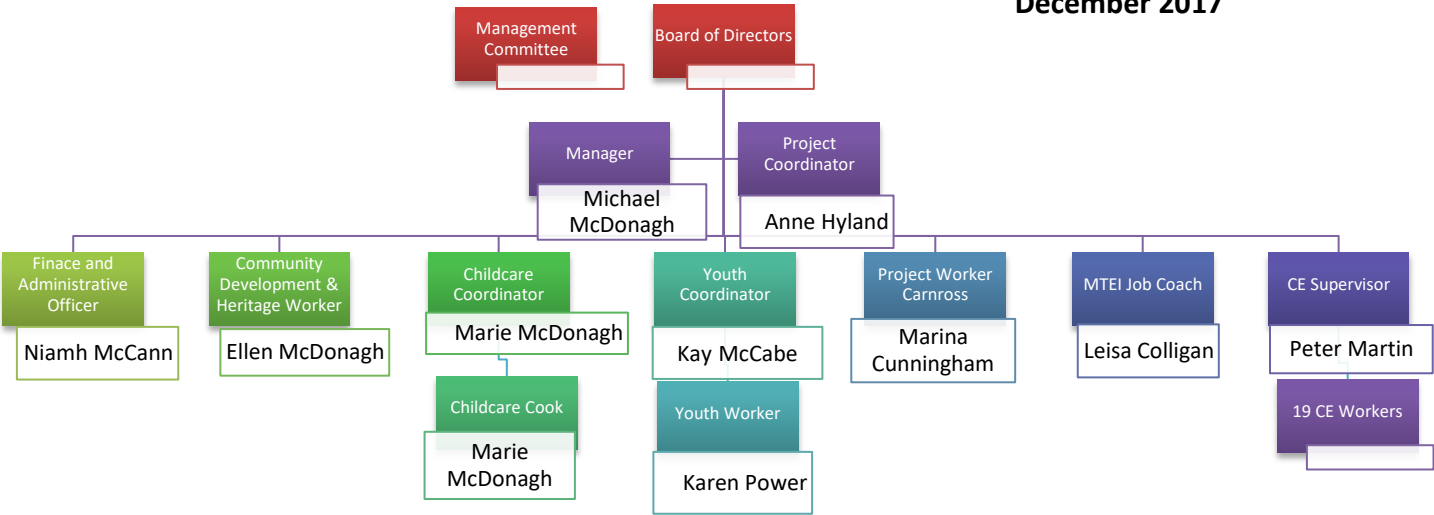 December 2017
Management
Committee
Board of Directors
Manager
Michael
McDonagh
Project
Coordinator
Anne Hyland
Finace and
Administrative
Officer
Niamh McCann
Community
Development &
Heritage Worker
Ellen McDonagh
Childcare
Coordinator
Marie McDonagh
Youth
Coordinator
Kay McCabe
Project Worker
Carnross
Marina
Cunningham
MTEI Job Coach
Leisa Colligan
CE Supervisor
Peter Martin
Childcare Cook
Marie
McDonagh
Youth Worker
Karen Power
19 CE Workers